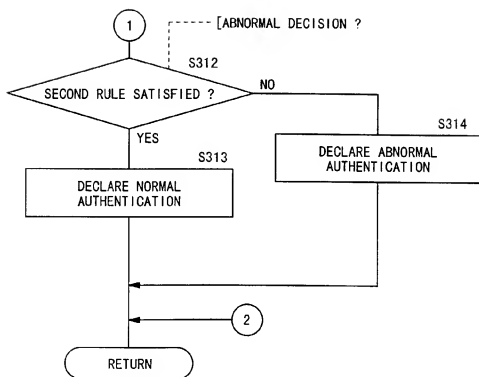 1
[ABNORMAL DECISION ?
S312
SECOND RULE SATISFIED ?
NO
YES
S314
S313
DECLARE ABNORMAL
AUTHENTICATION
DECLARE NORMAL
AUTHENTICATION
2
RETURN